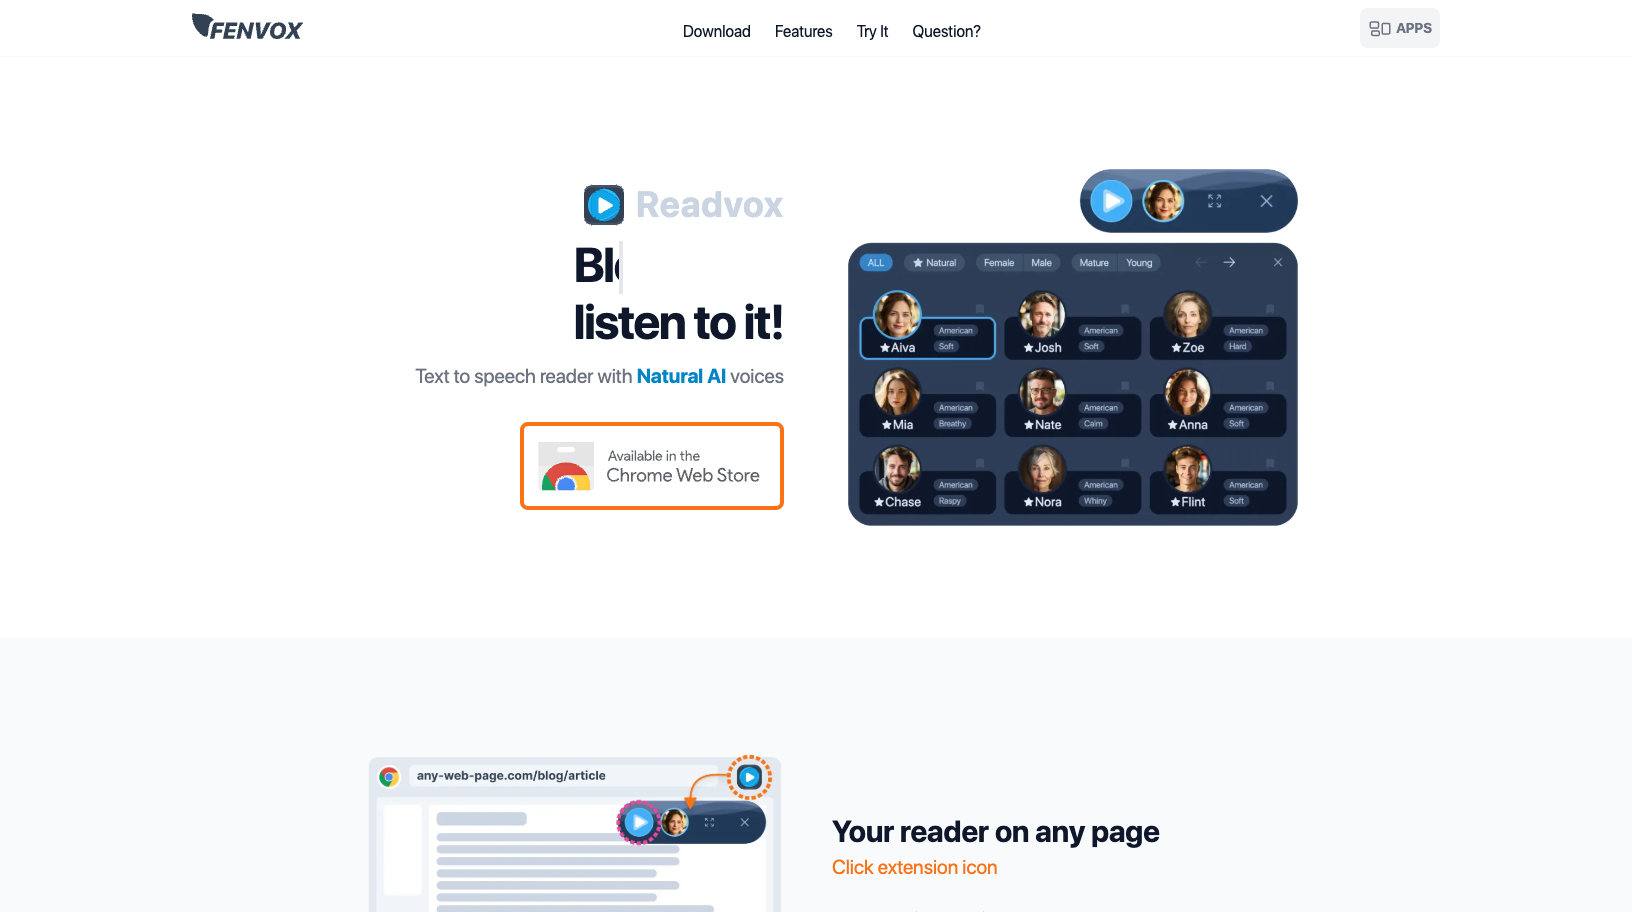 FENVOX
Download
Features
Try It
Question?
APPS
Readvox
listen to it!
Text to speech reader with Natural AI voices
Available in the
Chrome Web Store
ALL
Natural
Female
Male
Mature
Young
American
Soft
Aiva
American
Soft
Josh
American
Hard
Zoe
American
Breathy
Mia
American
Calm
Nate
American
Soft
Anna
American
Raspy
Chase
American
Whiny
Nora
American
Soft
Flint
any-web-page.com/blog/article
Your reader on any page
Click extension icon